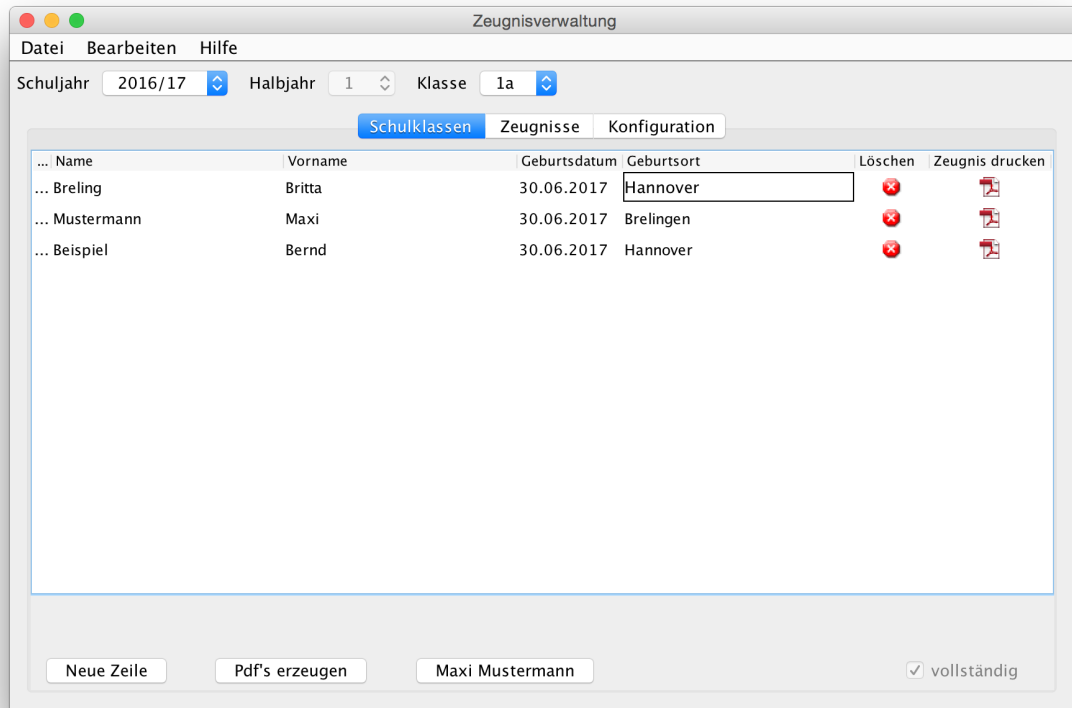 Zeugnisverwaltung
Datei Bearbeiten Hilfe
Schuljahr 2016/17 Halbjahr 1 Klasse 1a
Schulklassen Zeugnisse Konfiguration
... Name Vorname Geburtsdatum Geburtsort Löschen Zeugnis drucken
... Breling Britta 30.06.2017 Hannover
... Mustermann Maxi 30.06.2017 Brelingen
... Beispiel Bernd 30.06.2017 Hannover
Neue Zeile Pdf's erzeugen Maxi Mustermann vollständig